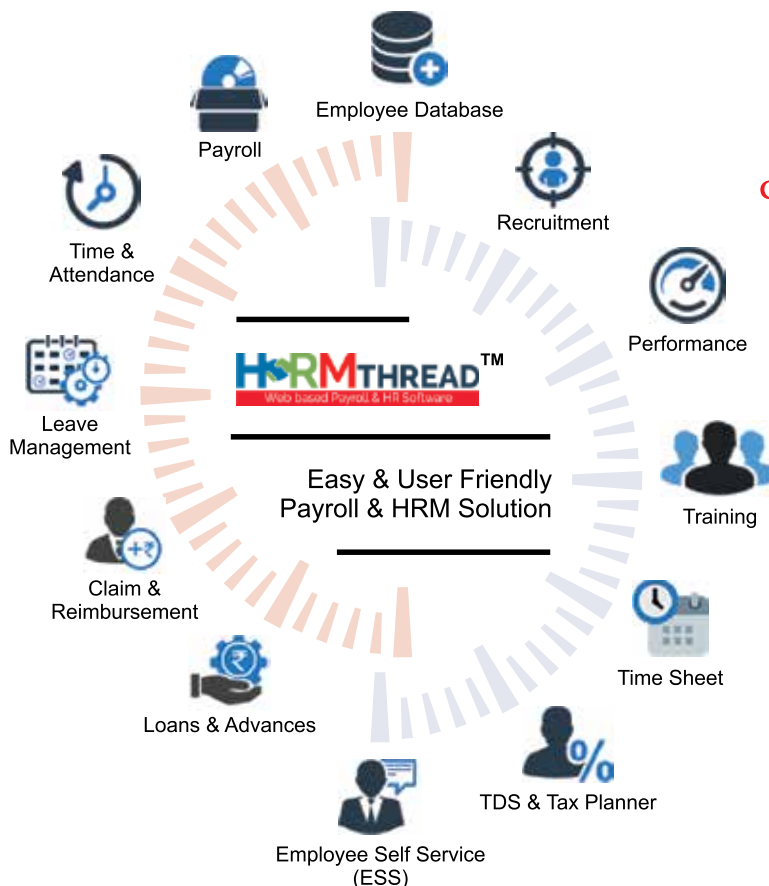 Employee Database
Payroll
Recruitment
Time &
Attendance
Performance
HRMTHREAD™
Web based Payroll & HR Software
Leave
Management
Easy & User Friendly
Payroll & HRM Solution
Training
Claim &
Reimbursement
Time Sheet
Loans & Advances
TDS & Tax Planner
Employee Self Service
(ESS)